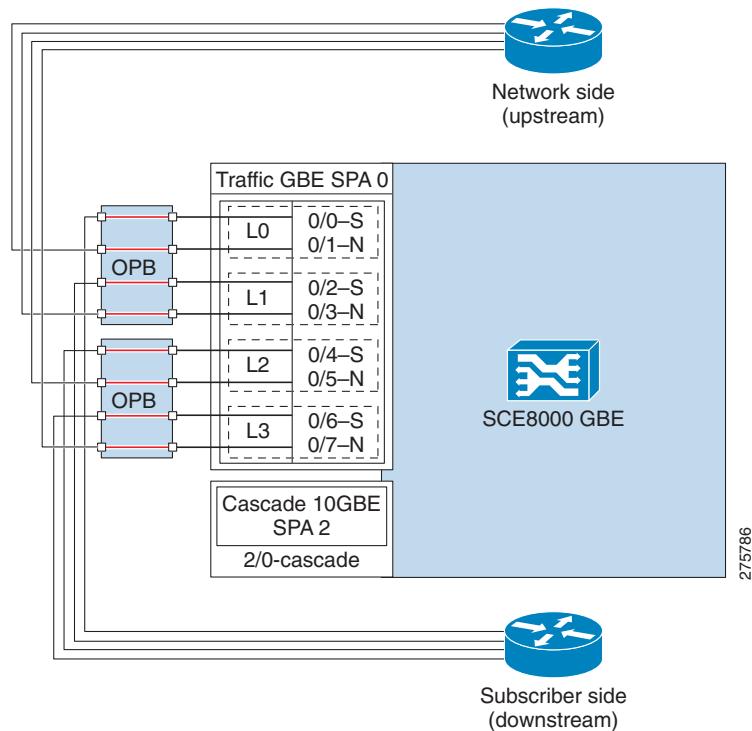 Network side
(upstream)
Traffic GBE SPA 0
OPB
L0
0/0–S
0/1–N
L1
0/2–S
0/3–N
OPB
L2
0/4–S
0/5–N
L3
0/6–S
0/7–N
SCE8000 GBE
Cascade 10GBE
SPA 2
2/0-cascade
275786
Subscriber side
(downstream)